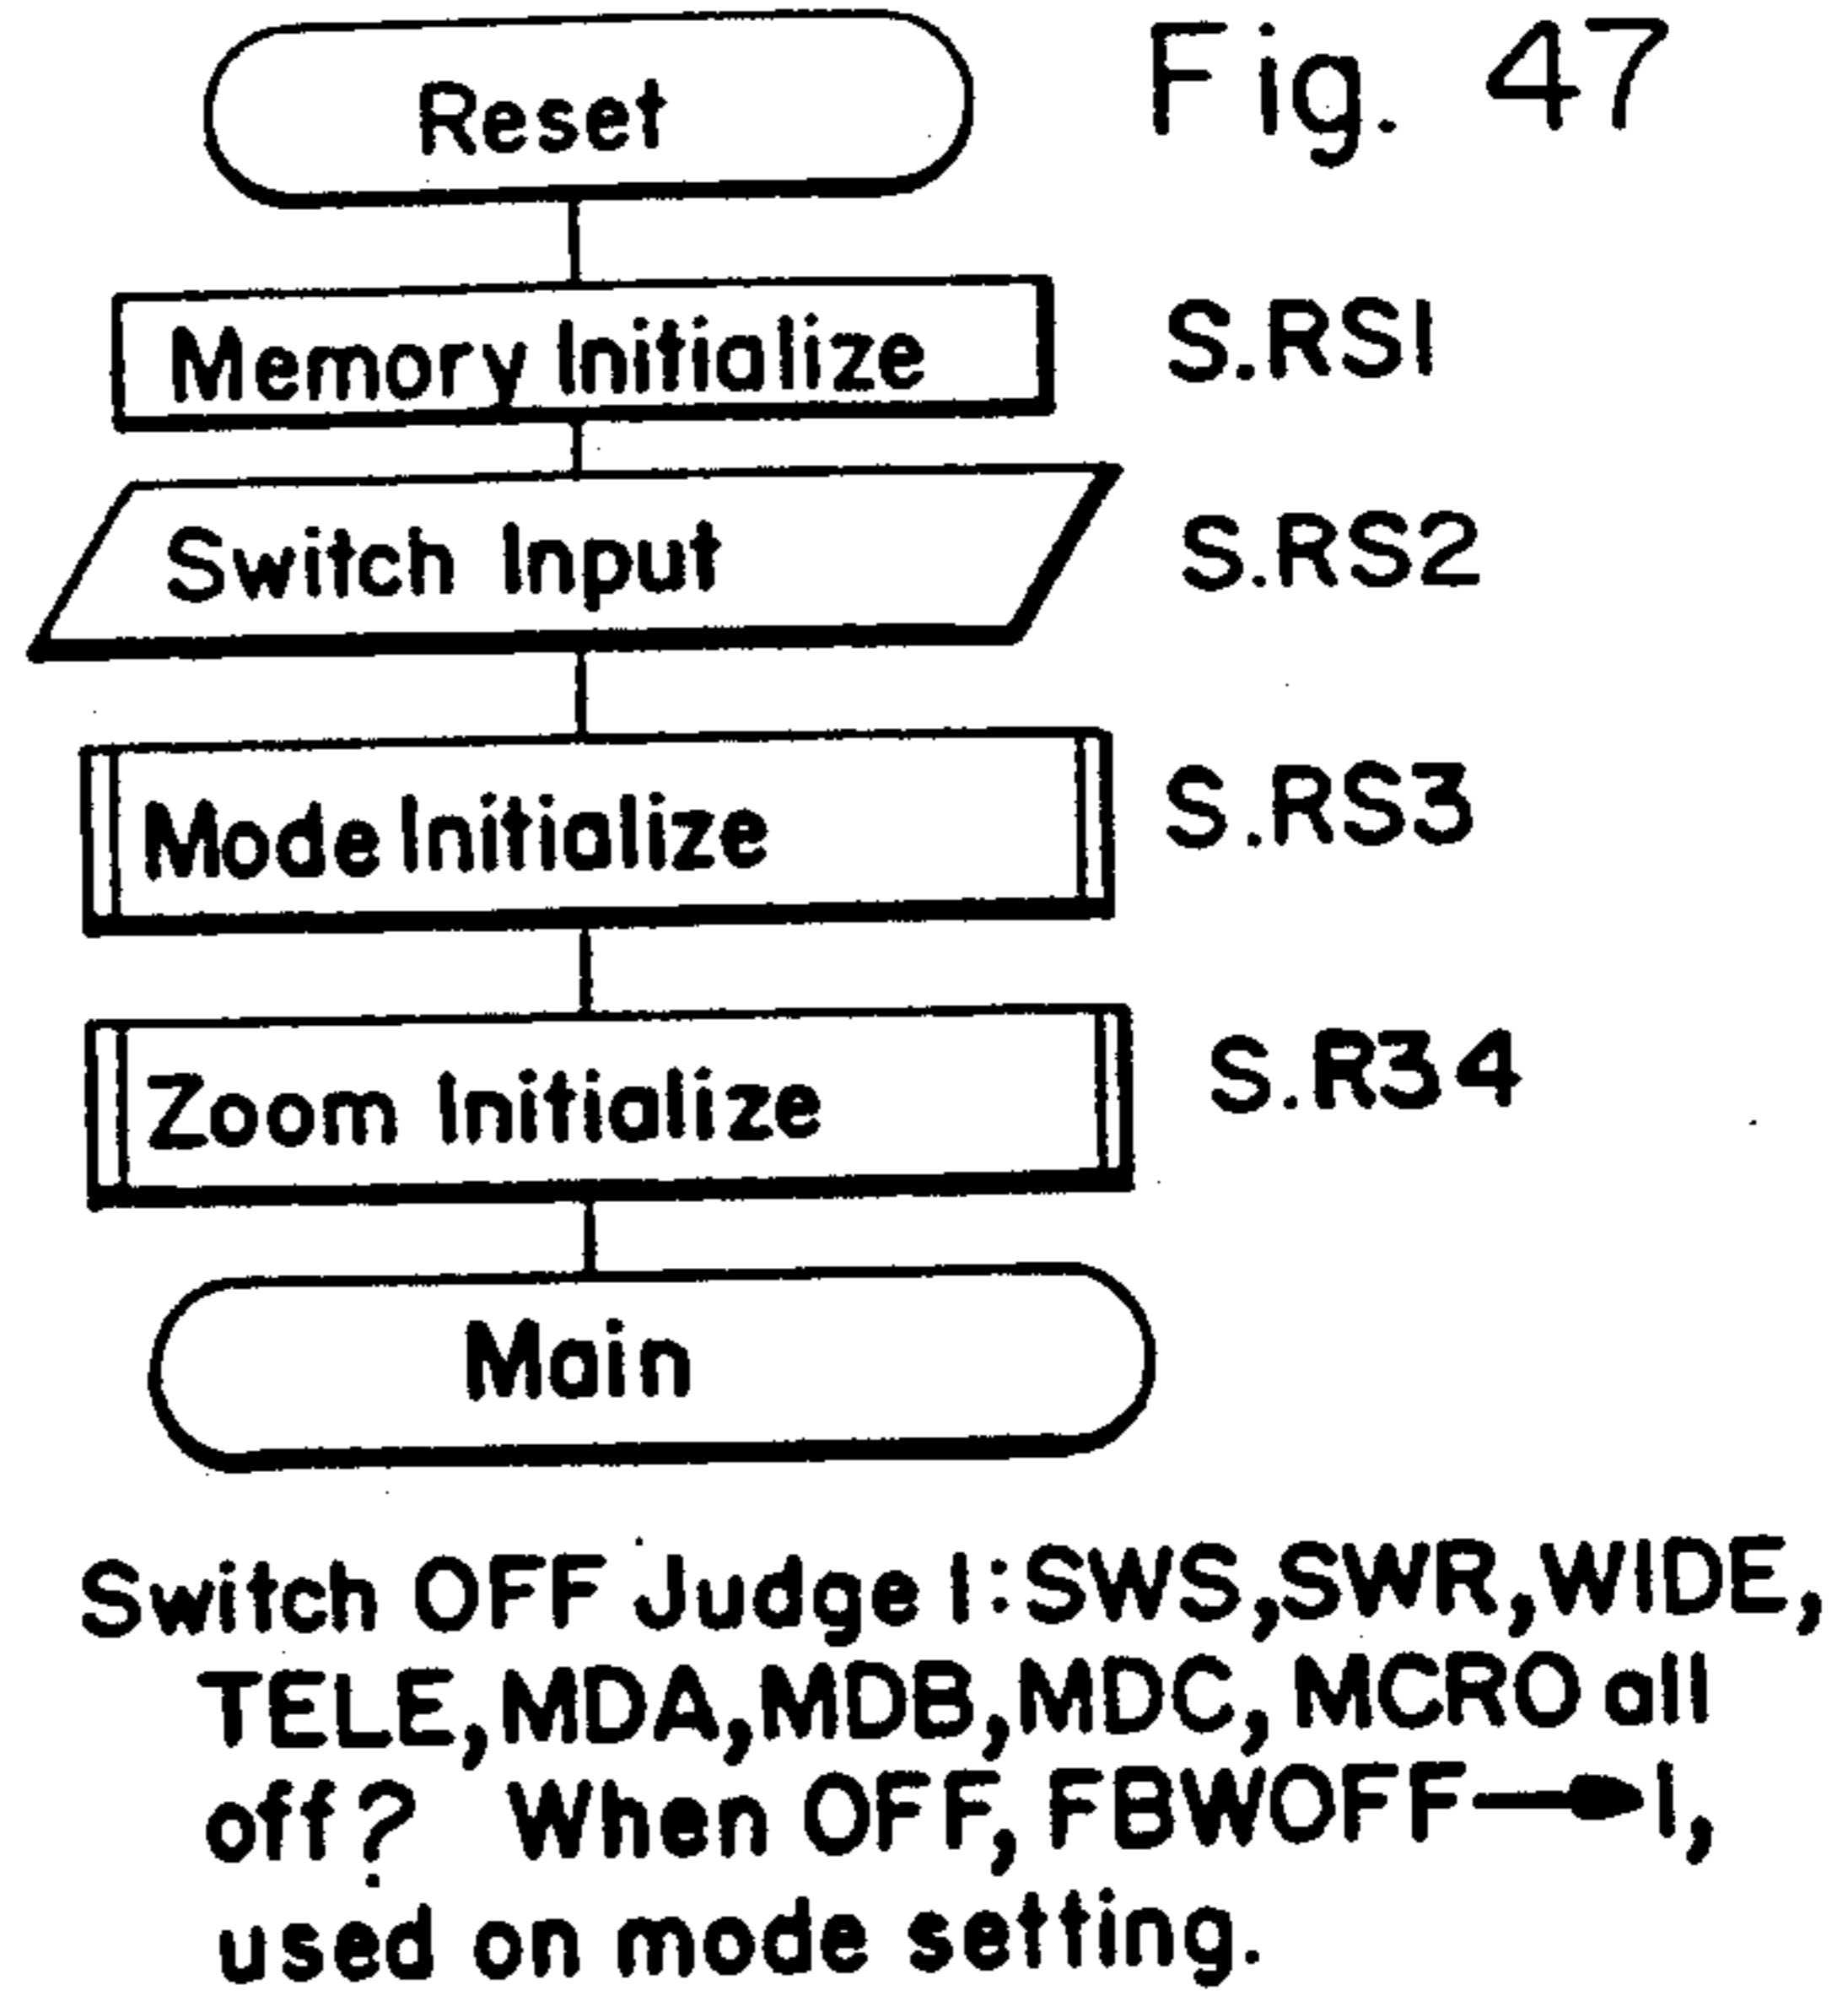 Reset
Fig. 47
Memory Initialize
S.RS1
Switch Input
S.RS2
Mode Initialize
S.RS3
Zoom Initialize
S.R34
Main
Switch OFF Judge 1:SWS,SWR,WIDE,
TELE,MDA,MDB,MDC,MCRO all
off? When OFF, FBWOFF→1,
used on mode setting.